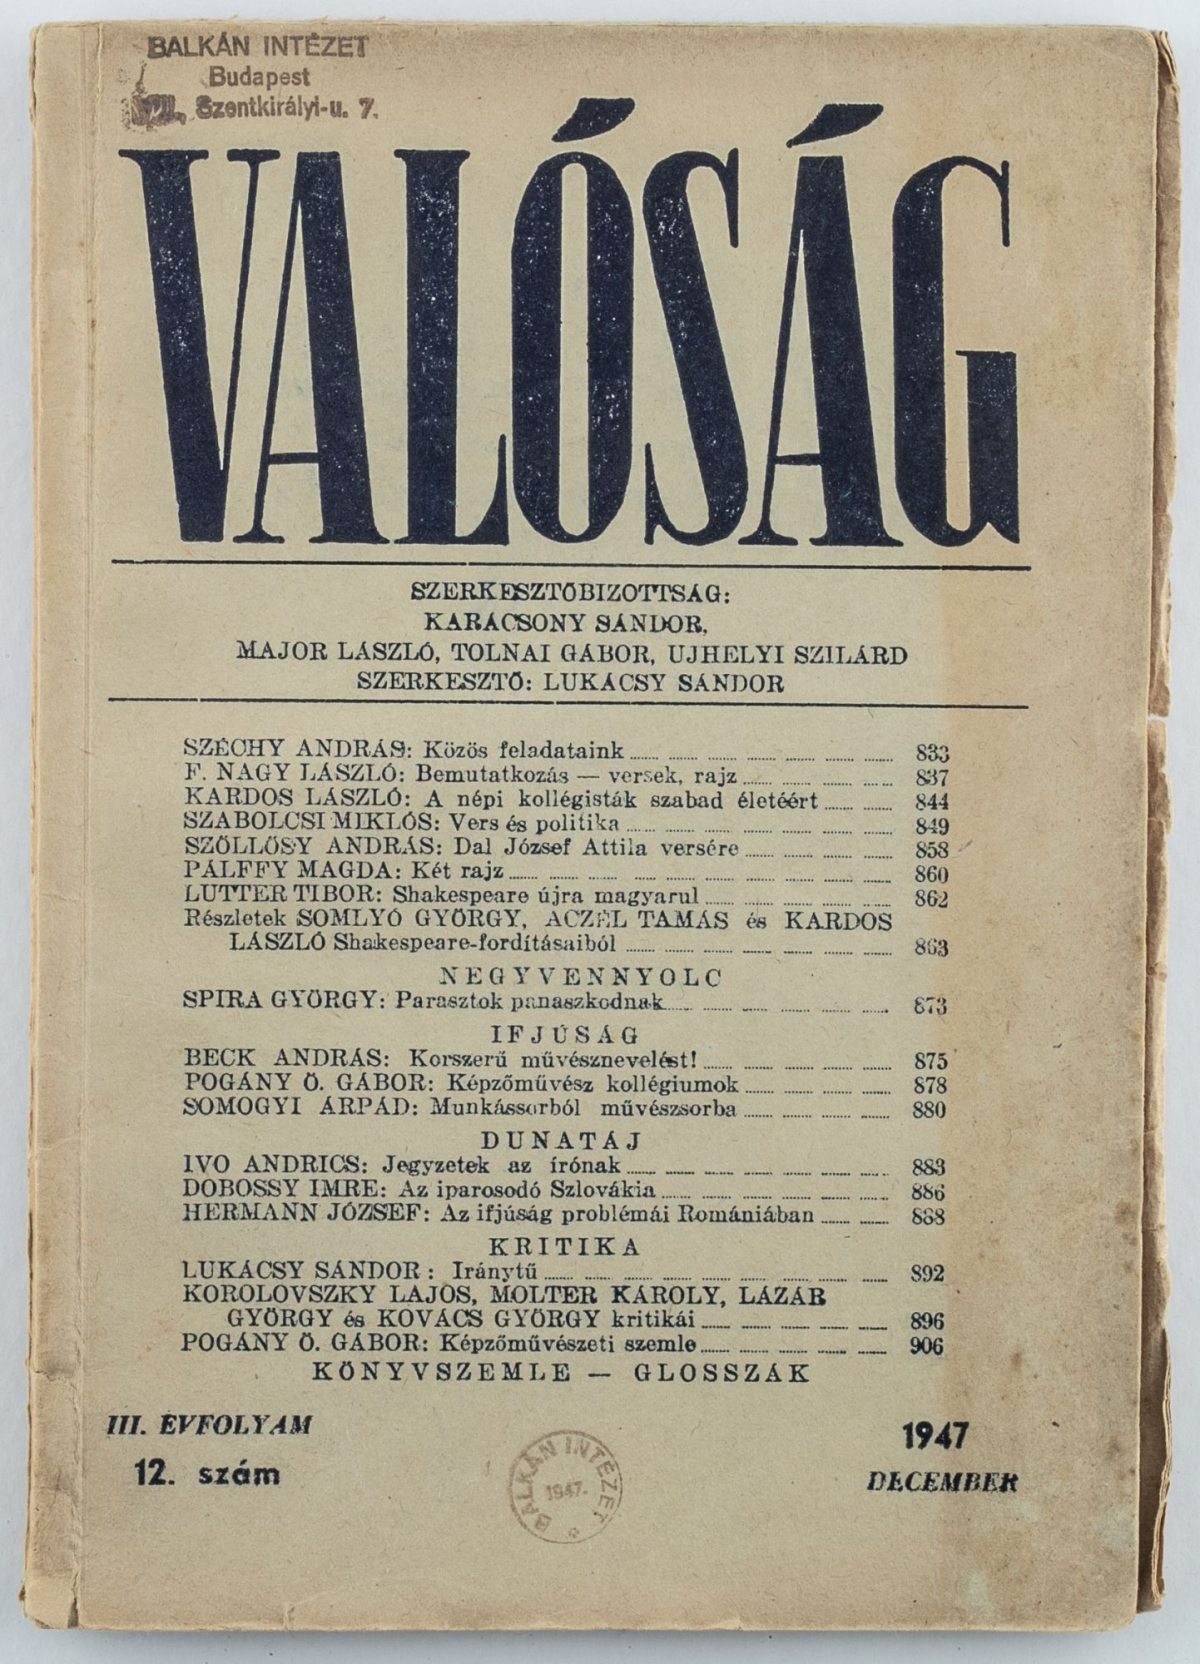 BALKÁN INTÉZET
Budapest
Szentkirályi-u. 7.
VALÓSÁG
SZERKESZTŐBIZOTTSÁG:
KARÁCSONY SÁNDOR,
MAJOR LÁSZLÓ, TOLNAI GÁBOR, UJHELYI SZILÁRD
SZERKESZTŐ: LUKÁCSY SÁNDOR
SZÉCHY ANDRÁS: Közös feladataink 833
F. NAGY LÁSZLÓ: Bemutatkozás — versek, rajz 837
KARDOS LÁSZLÓ: A népi kollégisták szabad életéért 844
SZABOLCSI MIKLÓS: Vers és politika 849
SZŐLLŐSY ANDRÁS: Dal József Attila versére 858
PÁLFFY MAGDA: Két rajz 860
LUTTER TIBOR: Shakespeare újra magyarul 862
Részletek SOMLYÓ GYÖRGY, ACZÉL TAMÁS és KARDOS
LÁSZLÓ Shakespeare-fordításaiból 863
NEGYVENNYOLC
SPIRA GYÖRGY: Parasztok panaszkodnak 873
IFJÚSÁG
BECK ANDRÁS: Korszerű művésznevelést! 875
POGÁNY Ö. GÁBOR: Képzőművész kollégiumok 878
SOMOGYI ÁRPÁD: Munkássorból művészsorba 880
DUNATÁJ
IVO ANDRICS: Jegyzetek az írónak 883
DOBOSSY IMRE: Az iparosodó Szlovákia 886
HERMANN JÓZSEF: Az ifjúság problémái Romániában 888
KRITIKA
LUKÁCSY SÁNDOR: Iránytű 892
KOROLOVSZKY LAJOS, MOLTER KÁROLY, LÁZÁR
GYÖRGY és KOVÁCS GYÖRGY kritikái 896
POGÁNY Ö. GÁBOR: Képzőművészeti szemle 906
KÖNYVSZEMLE — GLOSSZÁK
III. ÉVFOLYAM
12. szám
1947
DECEMBER
BALKÁN INTÉZET
1947.